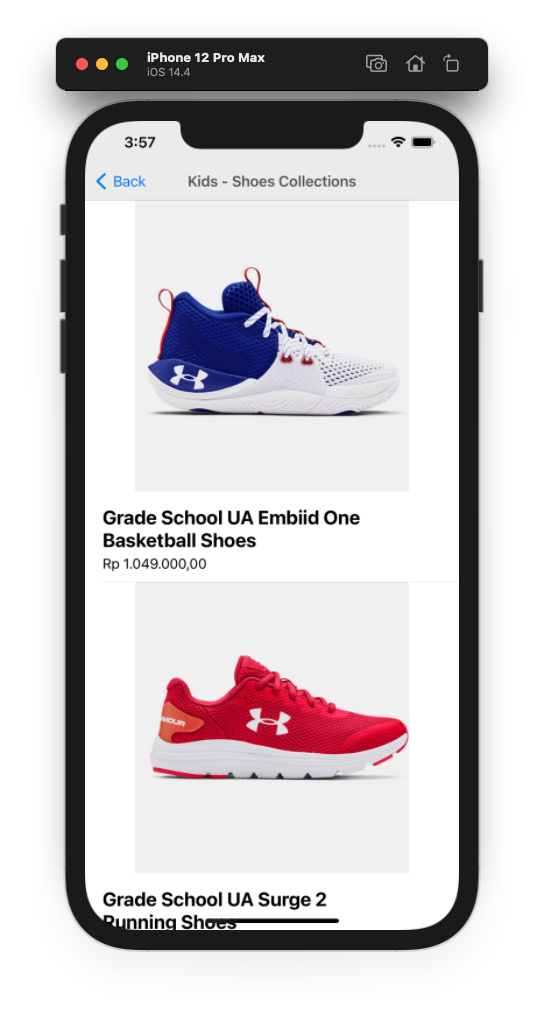 iPhone 12 Pro Max
iOS 14.4
3:57
Back
Kids - Shoes Collections
Grade School UA Embiid One
Basketball Shoes
Rp 1.049.000,00
Grade School UA Surge 2
Running Shoes